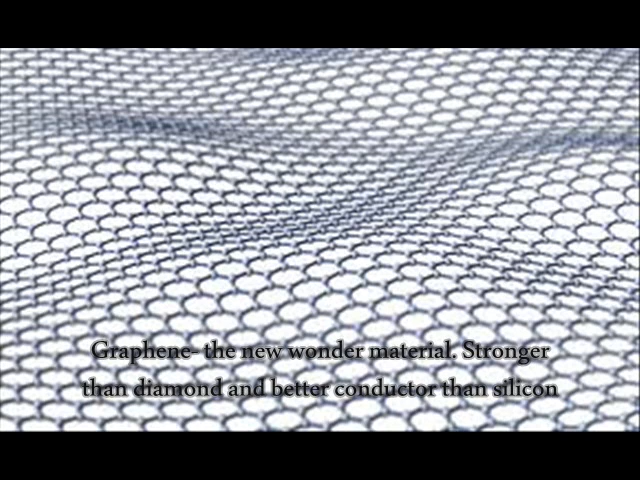 Graphene- the new wonder material. Stronger
than diamond and better conductor than silicon